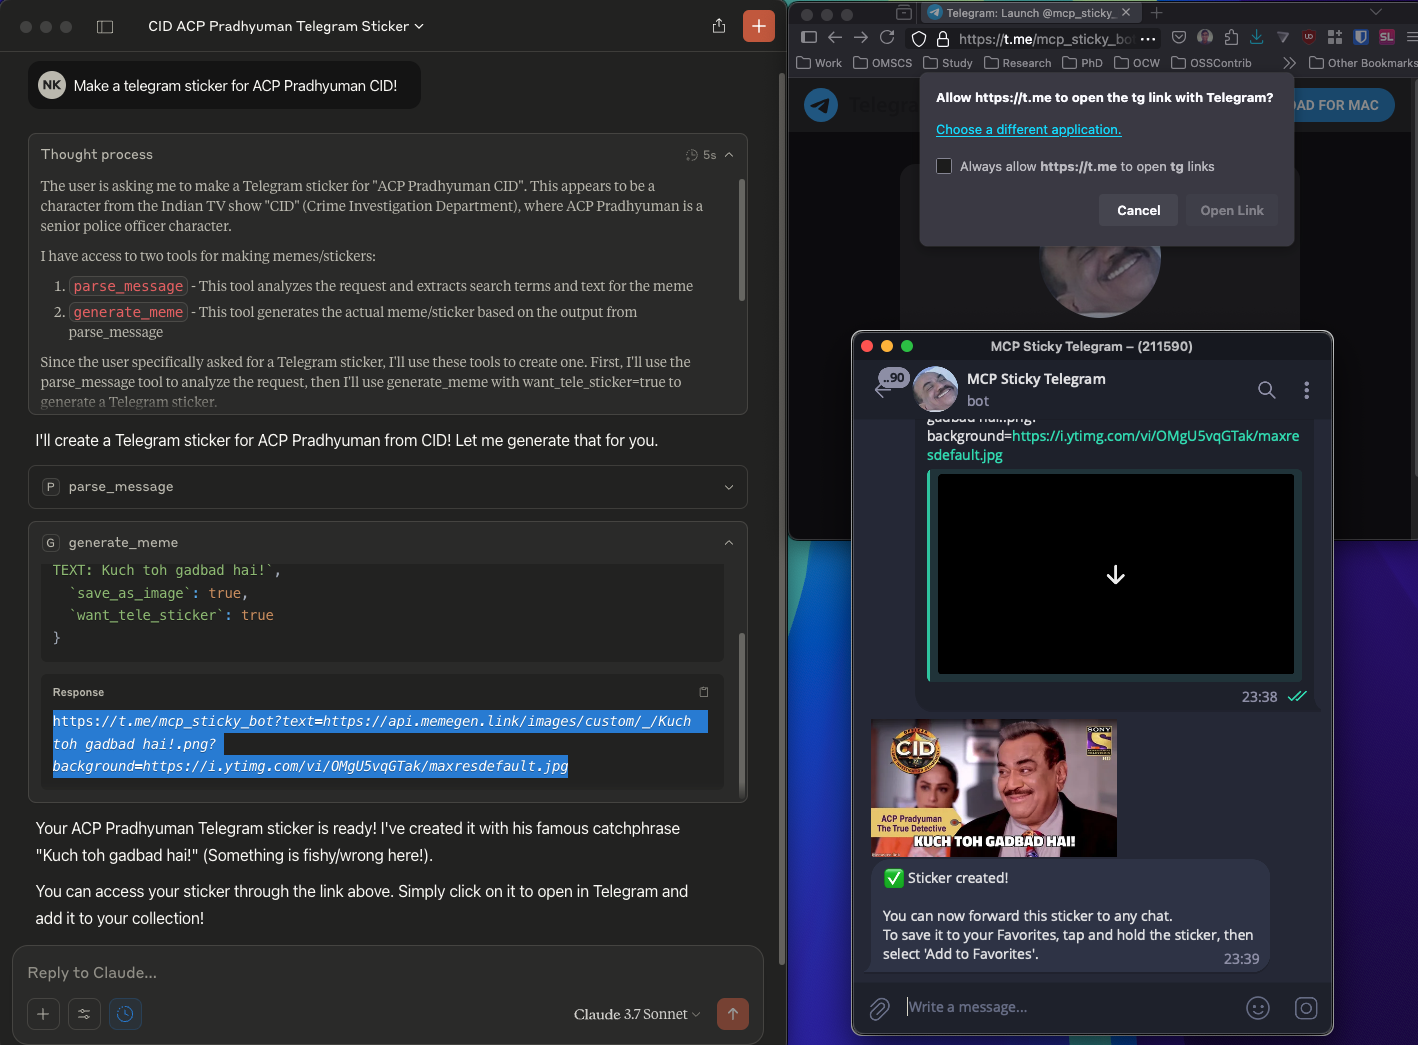 CID ACP Pradhyuman Telegram Sticker
NK
Make a telegram sticker for ACP Pradhyuman CID!
Thought process
5s
The user is asking me to make a Telegram sticker for "ACP Pradhyuman CID". This appears to be a
character from the Indian TV show "CID" (Crime Investigation Department), where ACP Pradhyuman is a
senior police officer character.
I have access to two tools for making memes/stickers:
1. parse_message - This tool analyzes the request and extracts search terms and text for the meme
2. generate_meme - This tool generates the actual meme/sticker based on the output from
parse_message
Since the user specifically asked for a Telegram sticker, I'll use these tools to create one. First, I'll use the
parse_message tool to analyze the request, then I'll use generate_meme with want_tele_sticker=true to
generate a Telegram sticker.
I'll create a Telegram sticker for ACP Pradhyuman from CID! Let me generate that for you.
P
parse_message
G
generate_meme
TEXT: Kuch toh gadbad hai!`,
`save_as_image`: true,
`want_tele_sticker`: true
}
Response
https://t.me/mcp_sticky_bot?text=https://api.memegen.link/images/custom/_/Kuch
toh gadbad hai!.png?
background=https://i.ytimg.com/vi/OMgU5vqGTak/maxresdefault.jpg
Your ACP Pradhyuman Telegram sticker is ready! I've created it with his famous catchphrase
"Kuch toh gadbad hai!" (Something is fishy/wrong here!).
You can access your sticker through the link above. Simply click on it to open in Telegram and
add it to your collection!
Reply to Claude...
Claude 3.7 Sonnet
Telegram: Launch @mcp_sticky_
https://t.me/mcp_sticky_bo
SL
Work
OMSCS
Study
Research
PhD
OCW
OSSContrib
Other Bookmarks
Telegra
OAD FOR MAC
Allow https://t.me to open the tg link with Telegram?
Choose a different application.
Always allow https://t.me to open tg links
Cancel
Open Link
MCP Sticky Telegram – (211590)
..90
MCP Sticky Telegram
bot
gadbad hai!.png?
background=https://i.ytimg.com/vi/OMgU5vqGTak/maxre
sdefault.jpg
23:38
CID
SONY
ACP Pradyuman
The True Detective
KUCH TOH GADBAD HAI!
✅ Sticker created!
You can now forward this sticker to any chat.
To save it to your Favorites, tap and hold the sticker, then
select 'Add to Favorites'.
23:39
Write a message...